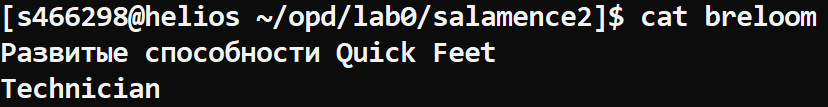 [s466298@helios ~/opd/lab0/salamence2]$ cat breloom
Развитые способности Quick Feet
Technician